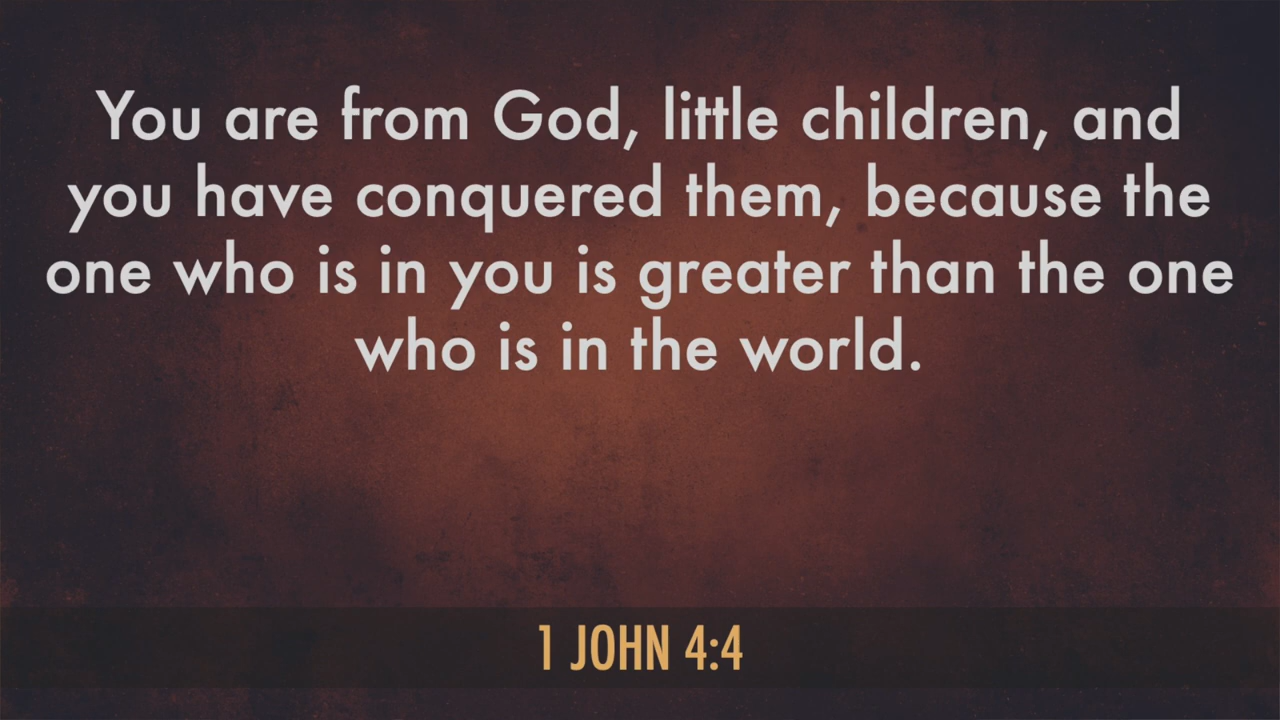 You are from God, little children, and
you have conquered them, because the
one who is in you is greater than the one
who is in the world.
1 JOHN 4:4